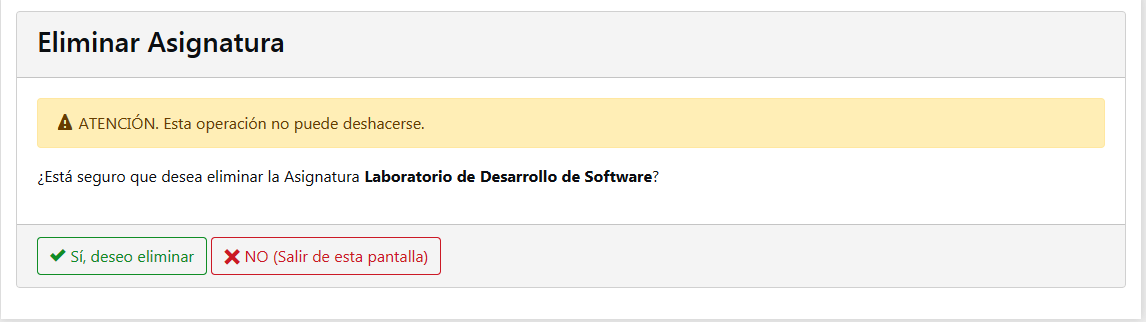 Eliminar Asignatura
ATENCIÓN. Esta operación no puede deshacerse.
¿Está seguro que desea eliminar la Asignatura Laboratorio de Desarrollo de Software?
Sí, deseo eliminar
NO (Salir de esta pantalla)